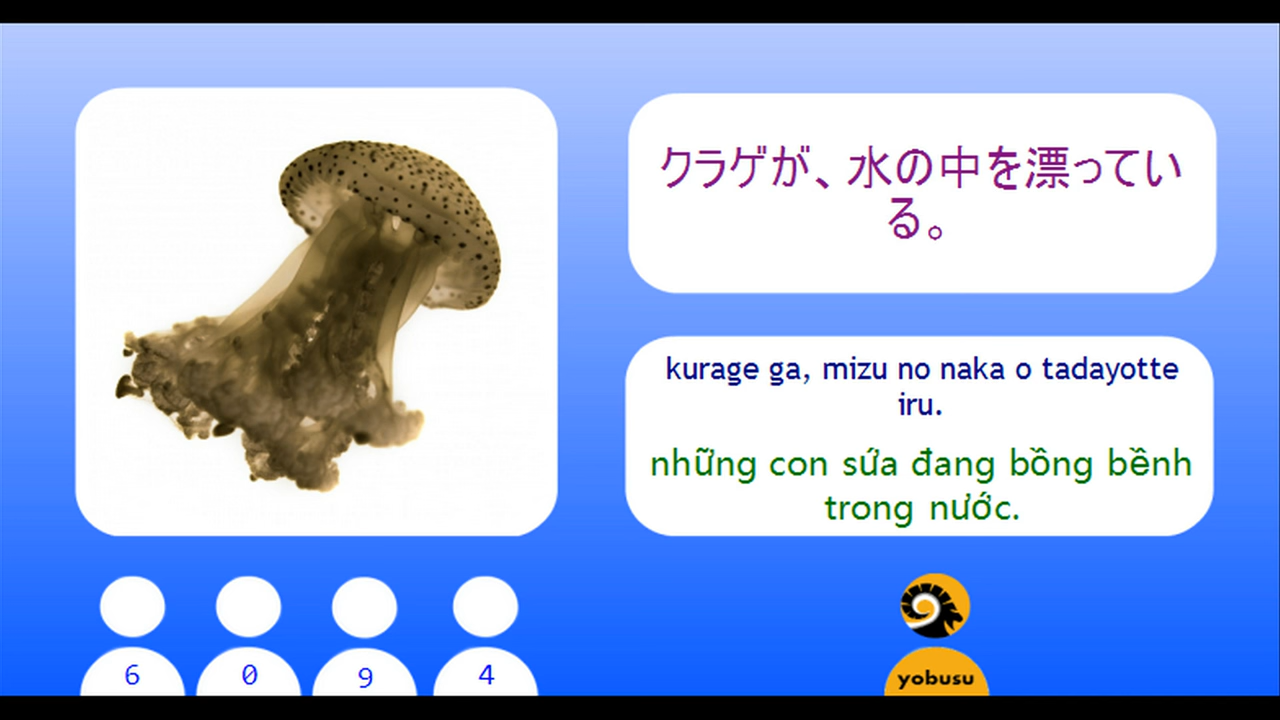 クラゲが、水の中を漂ってい
る。
kurage ga, mizu no naka o tadayotte
iru.
những con sứa đang bồng bềnh
trong nước.
6 0 9 4
yobusu